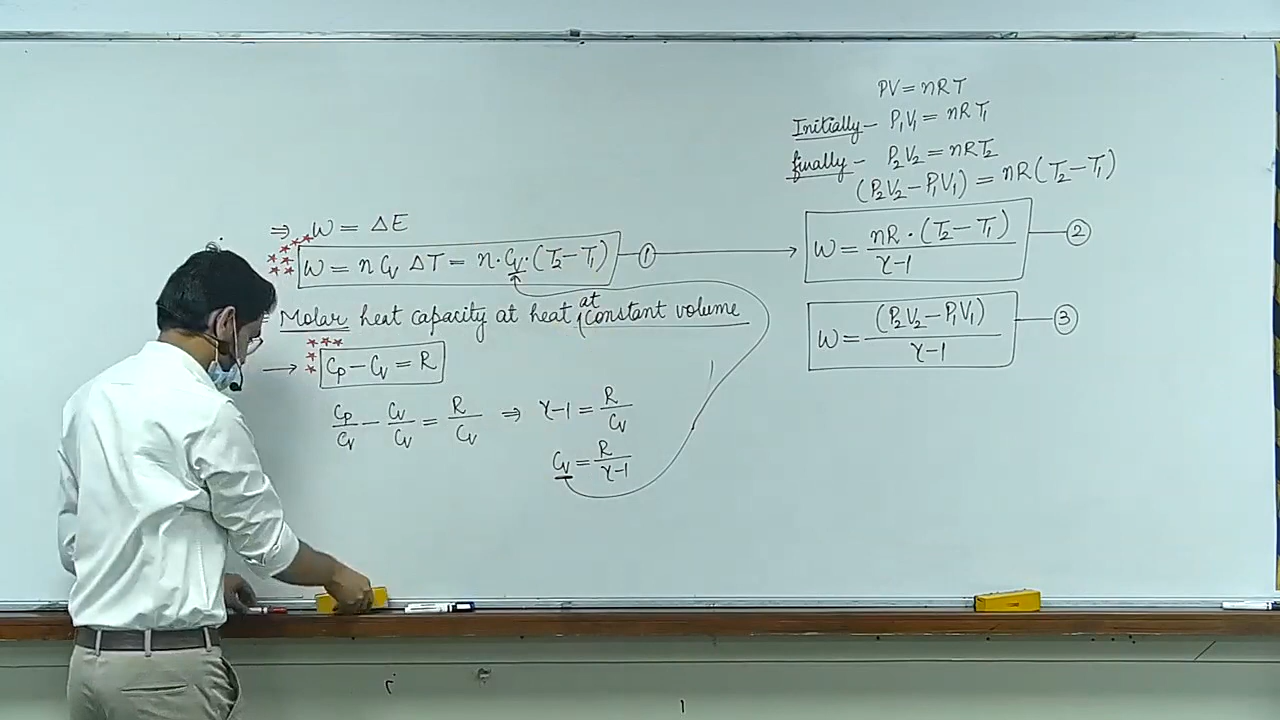 ⇒ W = ΔE
W = n Cv ΔT = n·Cv·(T2−T1) ①
Molar heat capacity at heat at constant volume
→ Cp − Cv = R
Cp/Cv − Cv/Cv = R/Cv ⇒ γ−1 = R/Cv
Cv = R/γ−1
PV = nRT
Initially − P1V1 = nRT1
finally − P2V2 = nRT2
(P2V2−P1V1) = nR(T2−T1)
W = nR·(T2−T1)/γ−1 ②
W = (P2V2−P1V1)/γ−1 ③